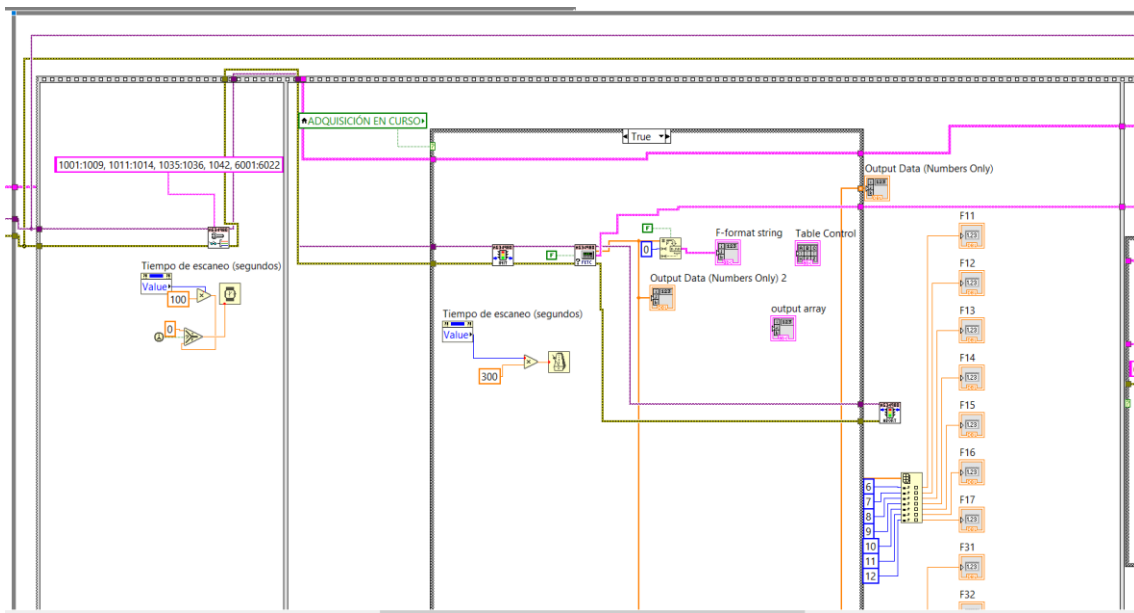 ADQUISICIÓN EN CURSO
True
1001:1009, 1011:1014, 1035:1036, 1042, 6001:6022
Output Data (Numbers Only)
F11
F-format string
Table Control
0
F12
Tiempo de escaneo (segundos)
Output Data (Numbers Only) 2
Value
100
output array
F13
Tiempo de escaneo (segundos)
0
Value
F14
300
F15
F16
6
7
F17
8
9
10
F31
11
12
F32